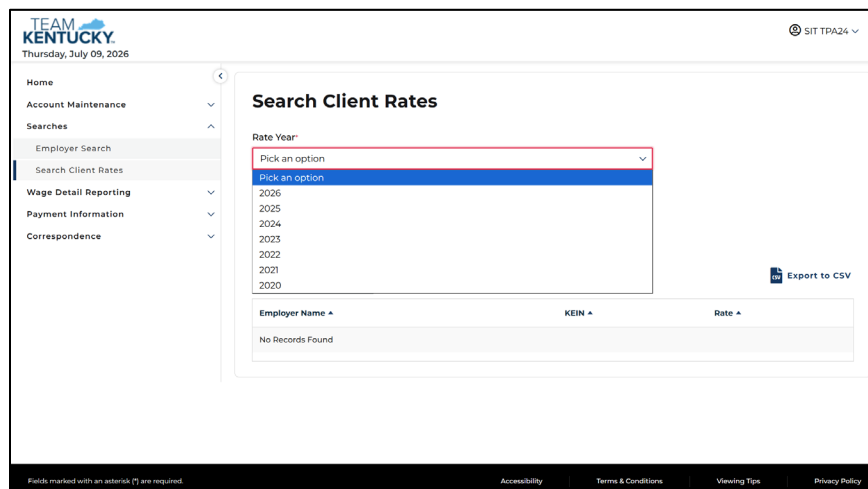 TEAM
KENTUCKY.
Thursday, July 09, 2026
SIT TPA24
Home
Account Maintenance
Searches
Employer Search
Search Client Rates
Wage Detail Reporting
Payment Information
Correspondence
Search Client Rates
Rate Year*
Pick an option
Pick an option
2026
2025
2024
2023
2022
2021
2020
CSV Export to CSV
Employer Name KEIN Rate
No Records Found
Fields marked with an asterisk (*) are required. Accessibility Terms & Conditions Viewing Tips Privacy Policy